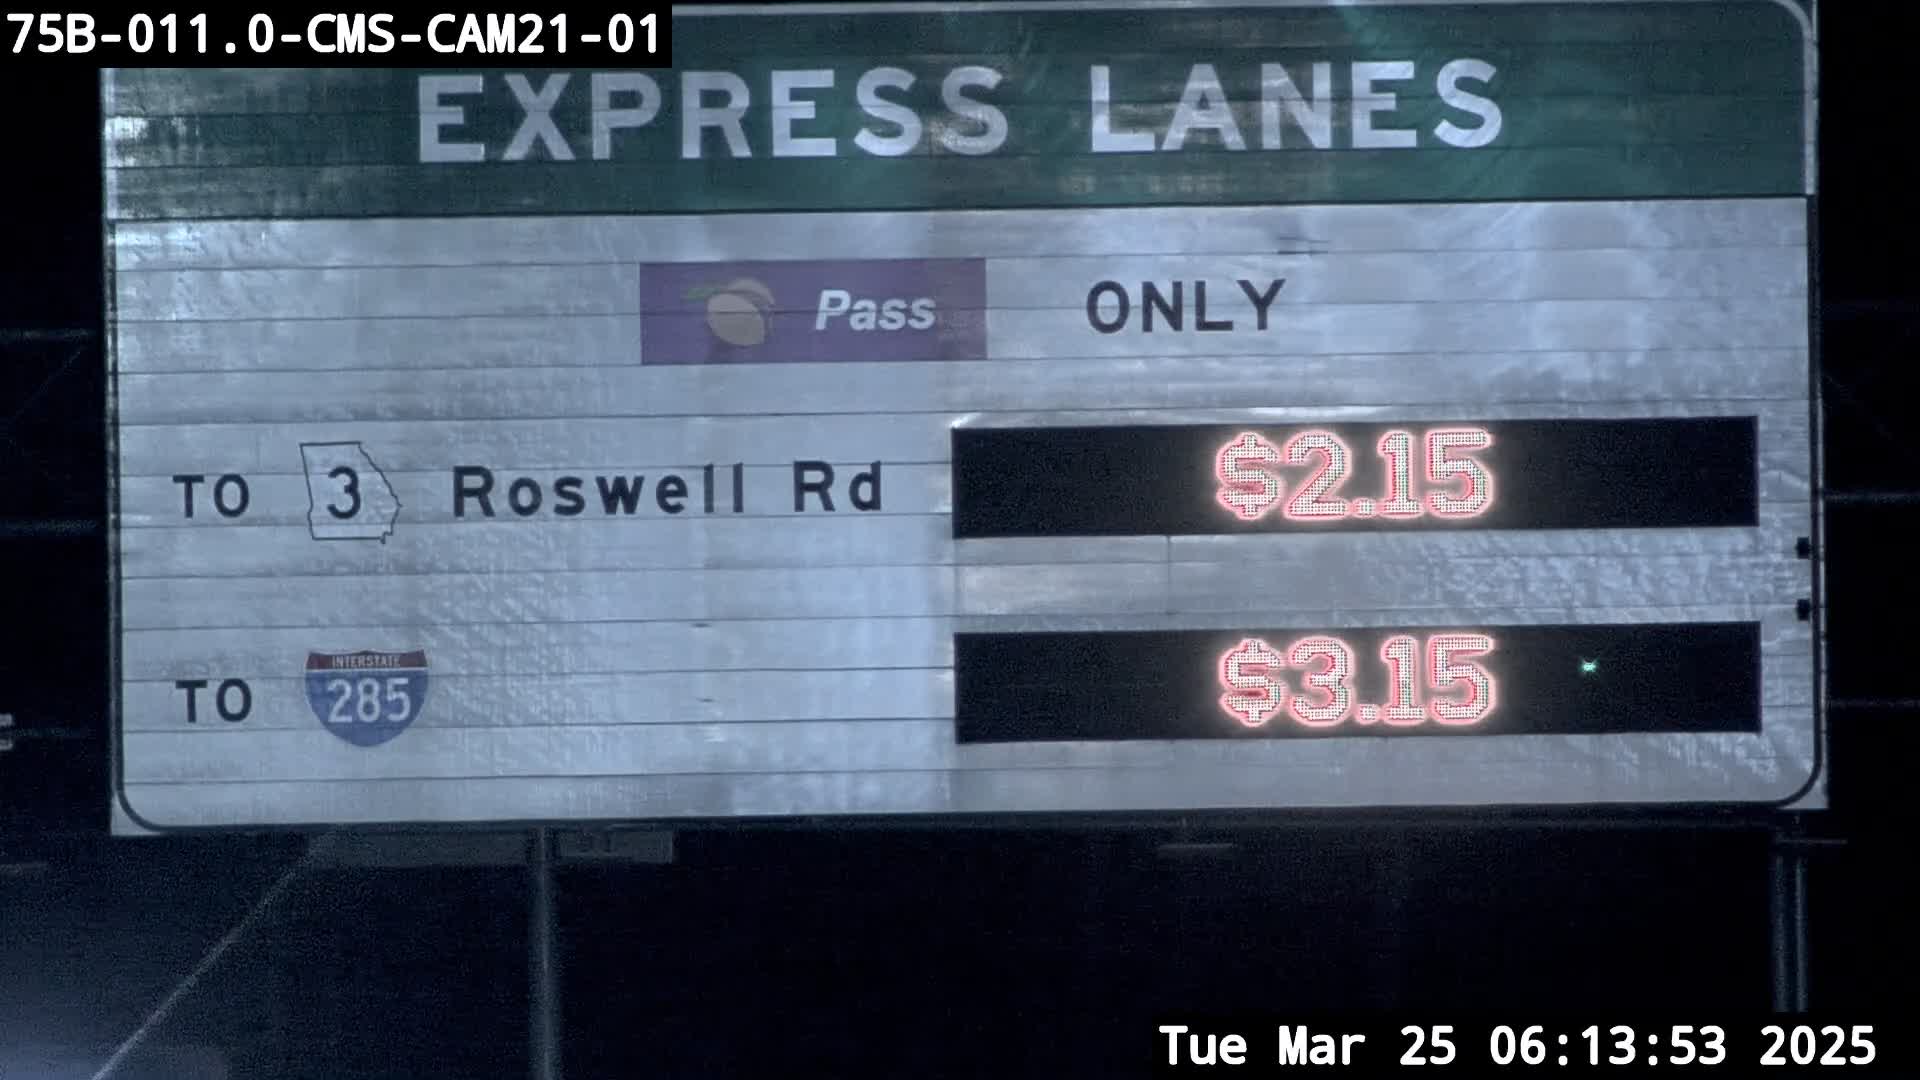 75B-011.0-CMS-CAM21-01
EXPRESS LANES
Pass ONLY
TO 3 Roswell Rd $2.15
INTERSTATE
TO 285 $3.15
Tue Mar 25 06:13:53 2025